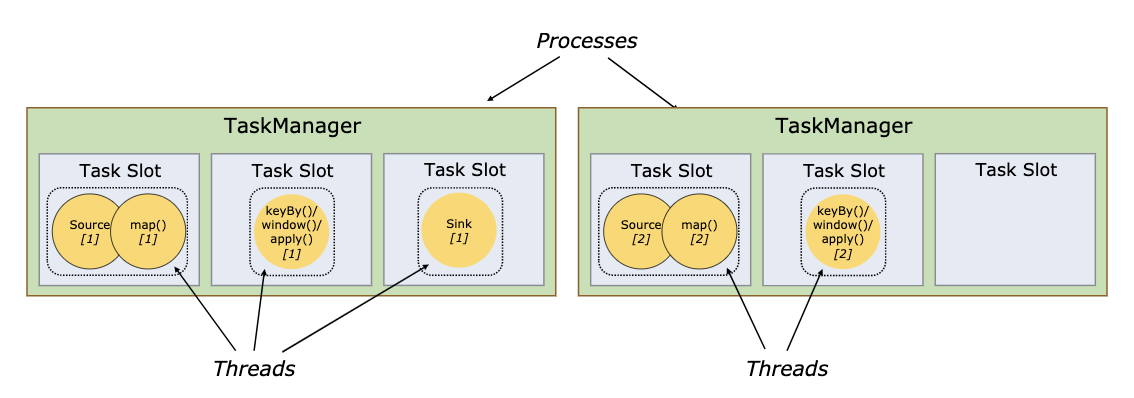 Processes
TaskManager
Task Slot
Source
[1]
map()
[1]
Task Slot
keyBy()/
window()/
apply()
[1]
Task Slot
Sink
[1]
TaskManager
Task Slot
Source
[2]
map()
[2]
Task Slot
keyBy()/
window()/
apply()
[2]
Task Slot
Threads
Threads